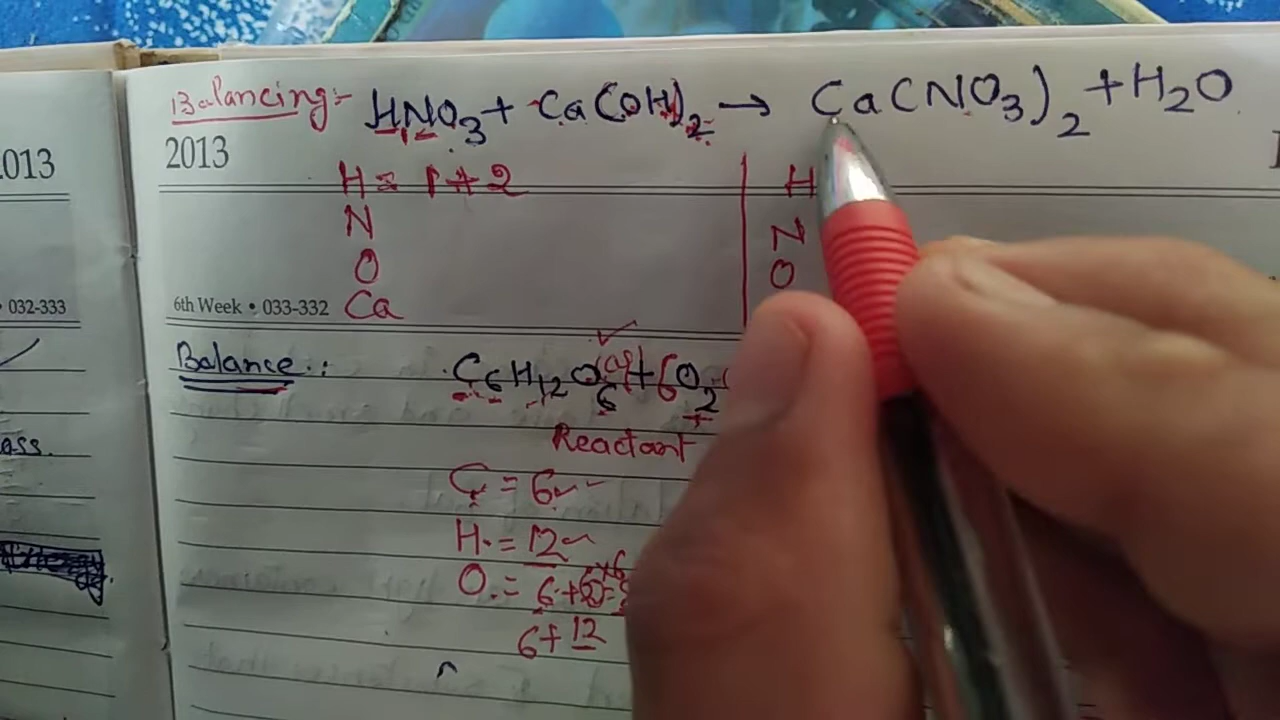 Balancing:- HNO3 + Ca(OH)2 → Ca(NO3)2 + H2O
2013
2013
H = 1+2
H
N
N
O
O
Ca
032-333
6th Week • 033-332
Balance:
C6H12O6 + 6O2
Reactant
C = 6
H = 12
O = 6+
6+12
ass.